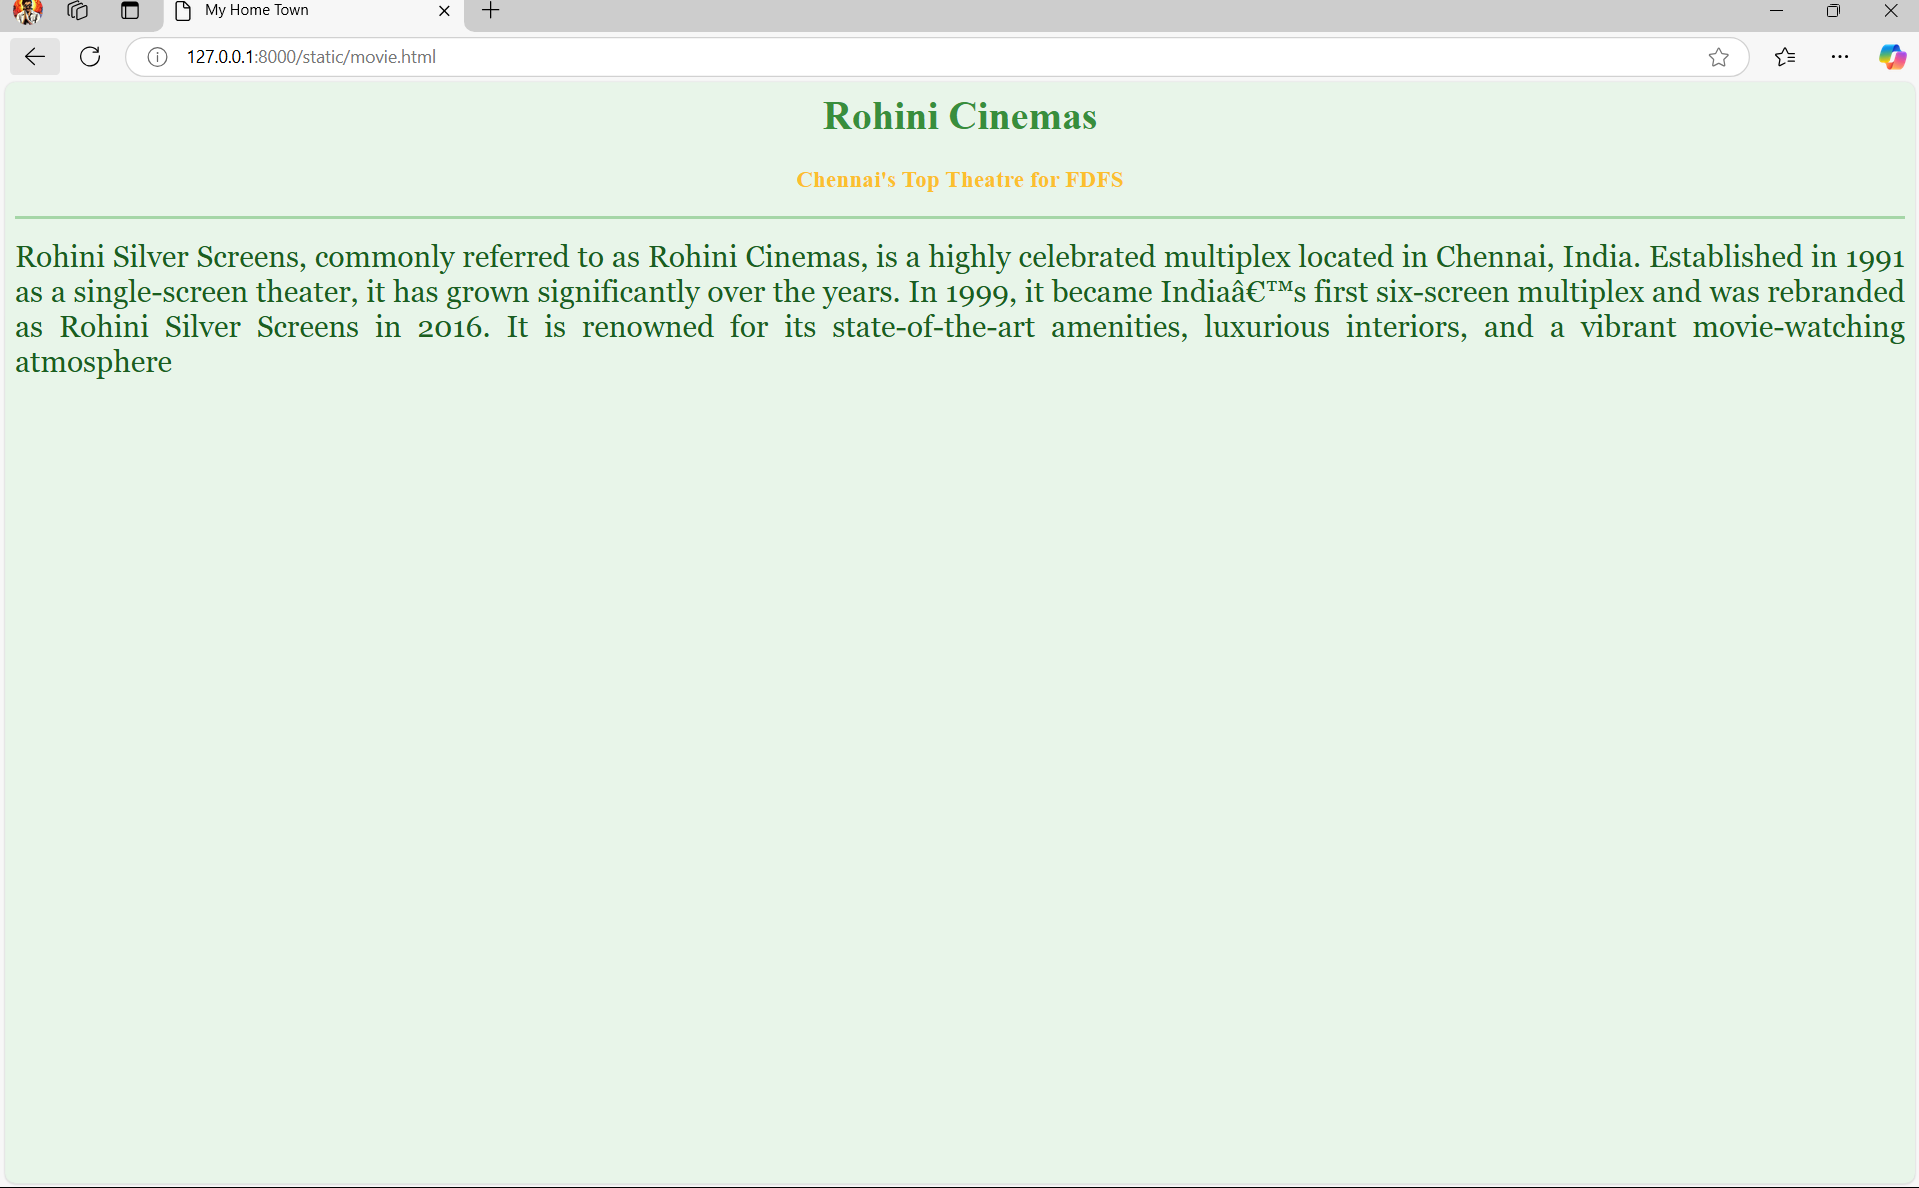 My Home Town
127.0.0.1:8000/static/movie.html
Rohini Cinemas
Chennai's Top Theatre for FDFS
Rohini Silver Screens, commonly referred to as Rohini Cinemas, is a highly celebrated multiplex located in Chennai, India. Established in 1991
as a single-screen theater, it has grown significantly over the years. In 1999, it became Indiaâ€™s first six-screen multiplex and was rebranded
as Rohini Silver Screens in 2016. It is renowned for its state-of-the-art amenities, luxurious interiors, and a vibrant movie-watching
atmosphere